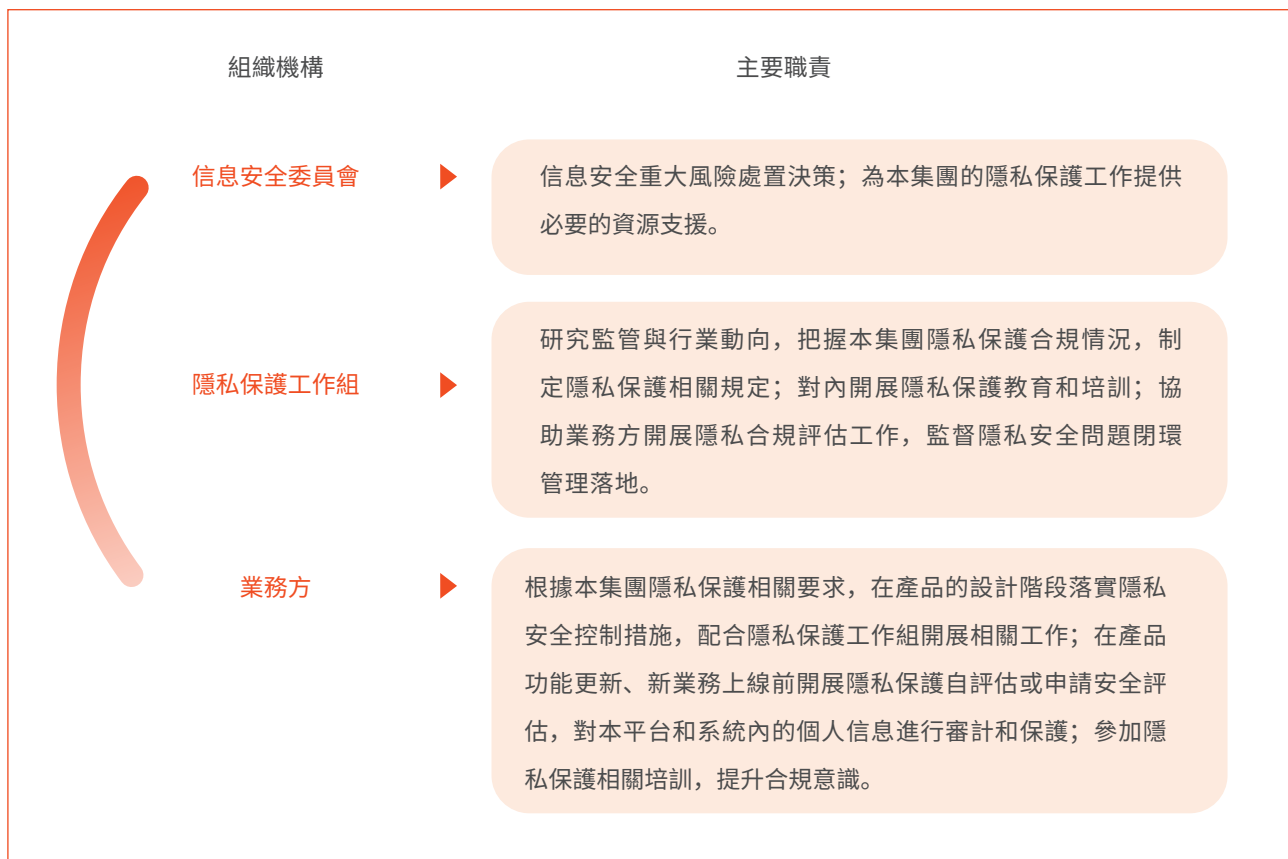 組織機構
主要職責
信息安全委員會
信息安全重大風險處置決策；為本集團的隱私保護工作提供
必要的資源支援。
隱私保護工作組
研究監管與行業動向，把握本集團隱私保護合規情況，制
定隱私保護相關規定；對內開展隱私保護教育和培訓；協
助業務方開展隱私合規評估工作，監督隱私安全問題閉環
管理落地。
業務方
根據本集團隱私保護相關要求，在產品的設計階段落實隱私
安全控制措施，配合隱私保護工作組開展相關工作；在產品
功能更新、新業務上線前開展隱私保護自評估或申請安全評
估，對本平台和系統內的個人信息進行審計和保護；參加隱
私保護相關培訓，提升合規意識。